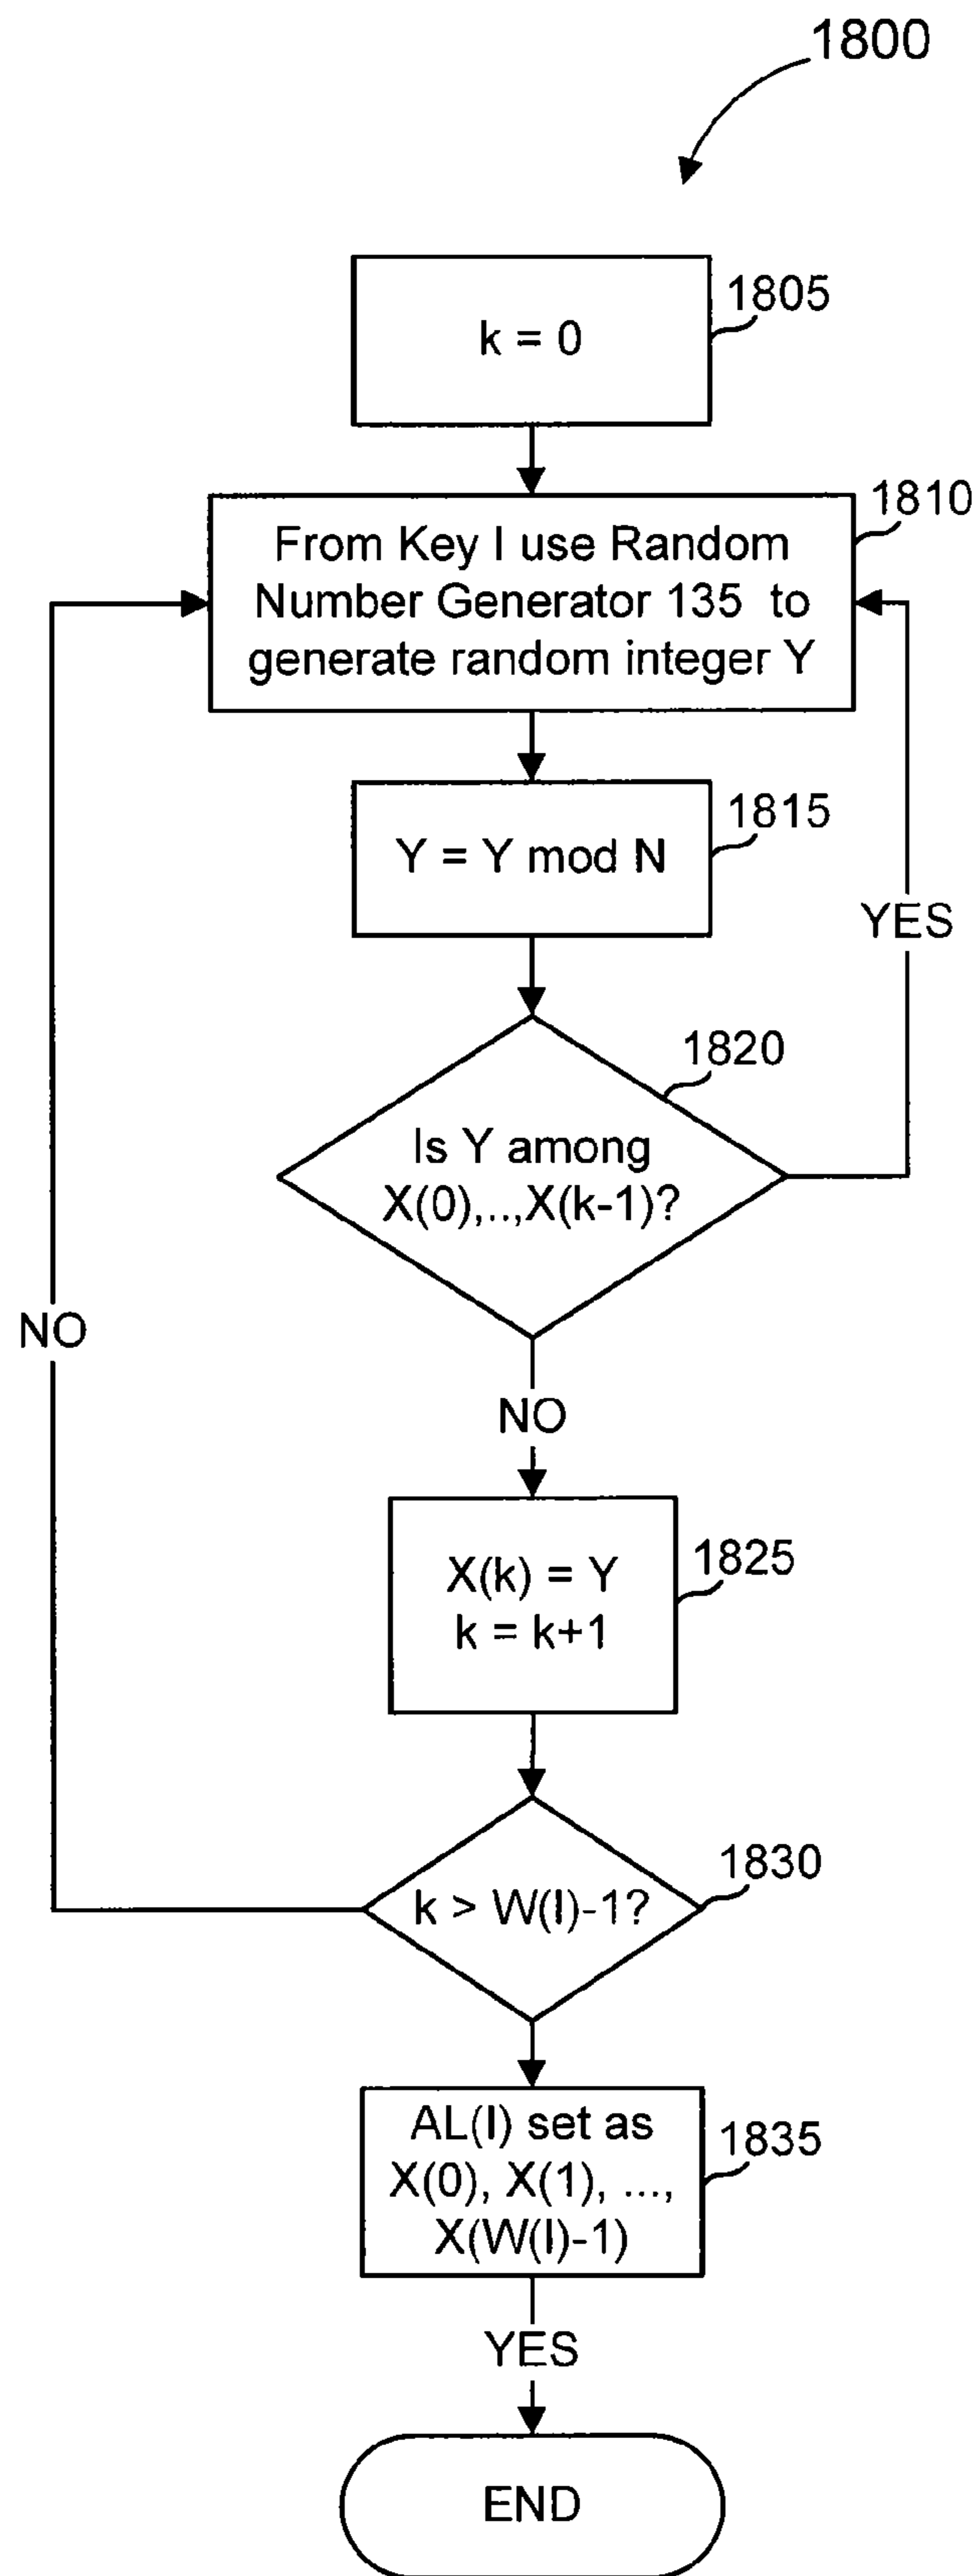 1800
k = 0
1805
From Key I use Random
Number Generator 135 to
generate random integer Y
1810
Y = Y mod N
1815
YES
1820
Is Y among
X(0),..,X(k-1)?
NO
NO
X(k) = Y
k = k+1
1825
k > W(I)-1?
1830
AL(I) set as
X(0), X(1), ...,
X(W(I)-1)
1835
YES
END